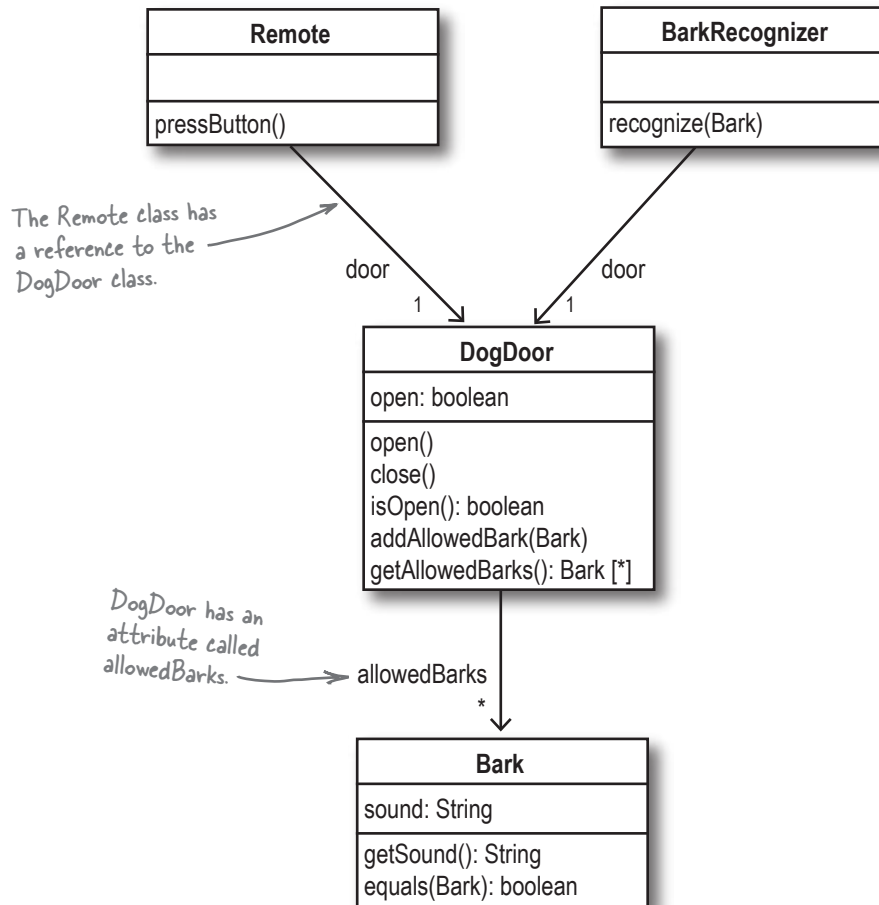 Remote
pressButton()
BarkRecognizer
recognize(Bark)
The Remote class has
a reference to the
DogDoor class.
door
1
door
1
DogDoor
open: boolean
open()
close()
isOpen(): boolean
addAllowedBark(Bark)
getAllowedBarks(): Bark [*]
DogDoor has an
attribute called
allowedBarks.
allowedBarks
*
Bark
sound: String
getSound(): String
equals(Bark): boolean